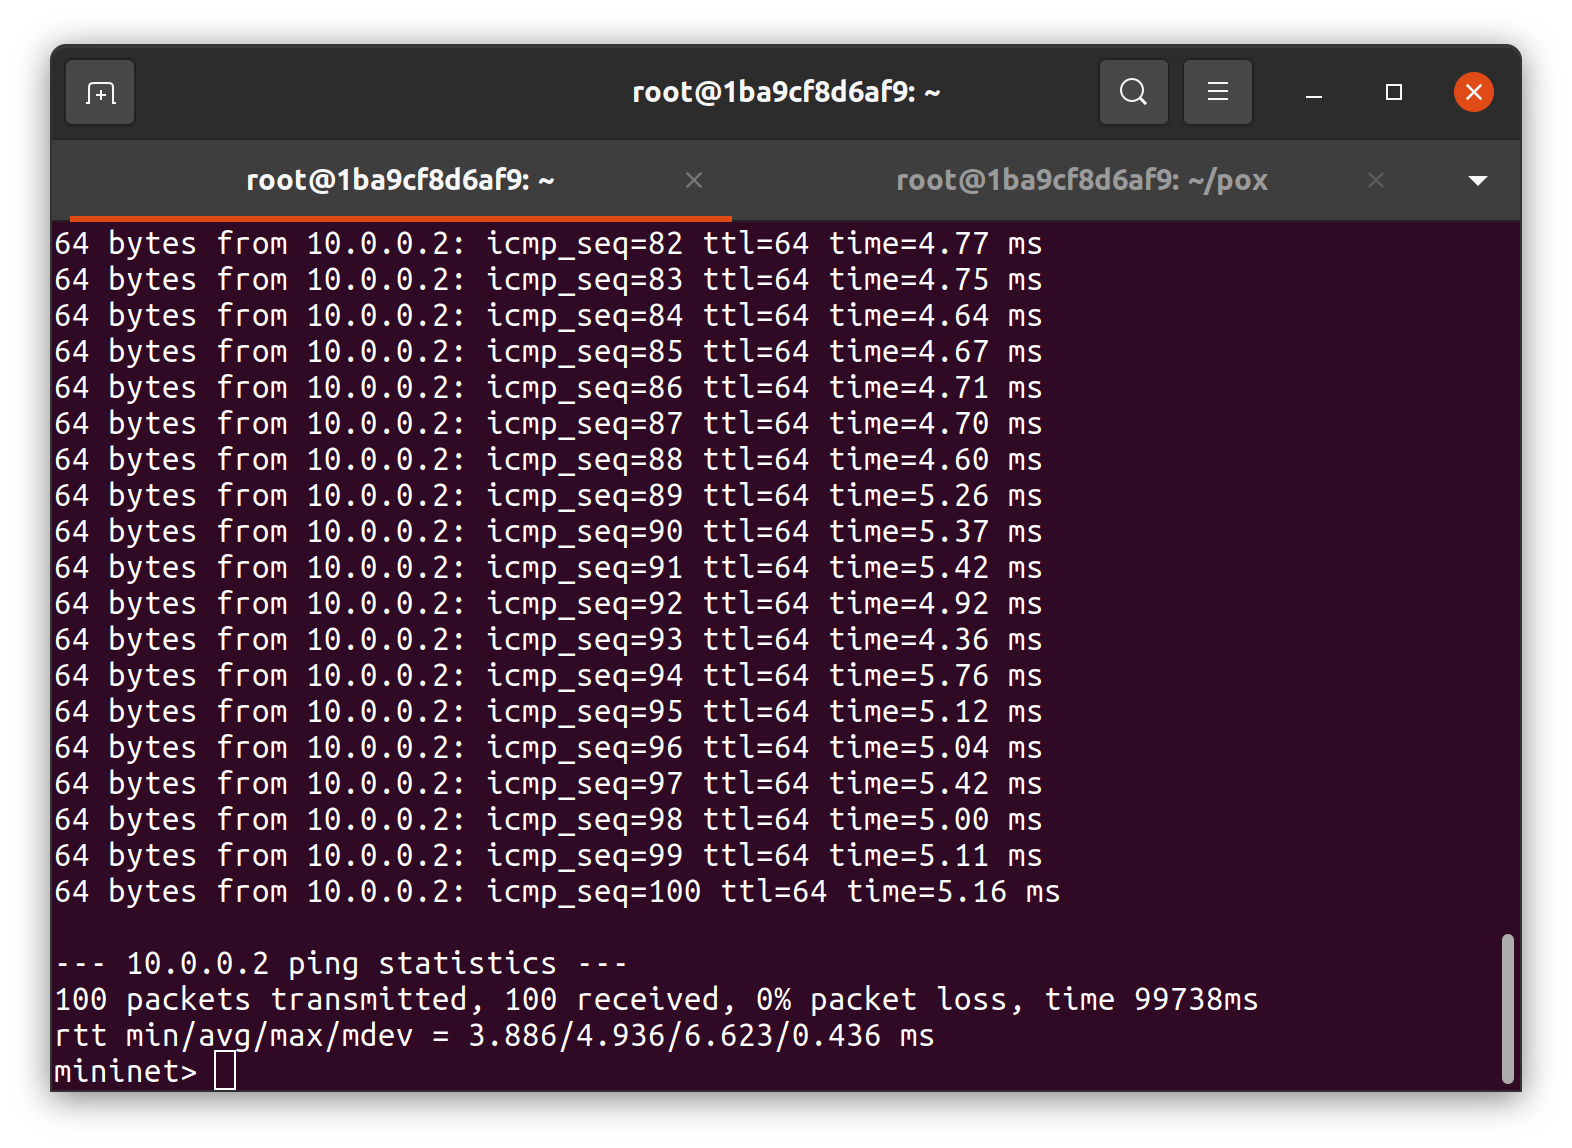 root@1ba9cf8d6af9: ~
root@1ba9cf8d6af9: ~ root@1ba9cf8d6af9: ~/pox
64 bytes from 10.0.0.2: icmp_seq=82 ttl=64 time=4.77 ms
64 bytes from 10.0.0.2: icmp_seq=83 ttl=64 time=4.75 ms
64 bytes from 10.0.0.2: icmp_seq=84 ttl=64 time=4.64 ms
64 bytes from 10.0.0.2: icmp_seq=85 ttl=64 time=4.67 ms
64 bytes from 10.0.0.2: icmp_seq=86 ttl=64 time=4.71 ms
64 bytes from 10.0.0.2: icmp_seq=87 ttl=64 time=4.70 ms
64 bytes from 10.0.0.2: icmp_seq=88 ttl=64 time=4.60 ms
64 bytes from 10.0.0.2: icmp_seq=89 ttl=64 time=5.26 ms
64 bytes from 10.0.0.2: icmp_seq=90 ttl=64 time=5.37 ms
64 bytes from 10.0.0.2: icmp_seq=91 ttl=64 time=5.42 ms
64 bytes from 10.0.0.2: icmp_seq=92 ttl=64 time=4.92 ms
64 bytes from 10.0.0.2: icmp_seq=93 ttl=64 time=4.36 ms
64 bytes from 10.0.0.2: icmp_seq=94 ttl=64 time=5.76 ms
64 bytes from 10.0.0.2: icmp_seq=95 ttl=64 time=5.12 ms
64 bytes from 10.0.0.2: icmp_seq=96 ttl=64 time=5.04 ms
64 bytes from 10.0.0.2: icmp_seq=97 ttl=64 time=5.42 ms
64 bytes from 10.0.0.2: icmp_seq=98 ttl=64 time=5.00 ms
64 bytes from 10.0.0.2: icmp_seq=99 ttl=64 time=5.11 ms
64 bytes from 10.0.0.2: icmp_seq=100 ttl=64 time=5.16 ms
--- 10.0.0.2 ping statistics ---
100 packets transmitted, 100 received, 0% packet loss, time 99738ms
rtt min/avg/max/mdev = 3.886/4.936/6.623/0.436 ms
mininet>